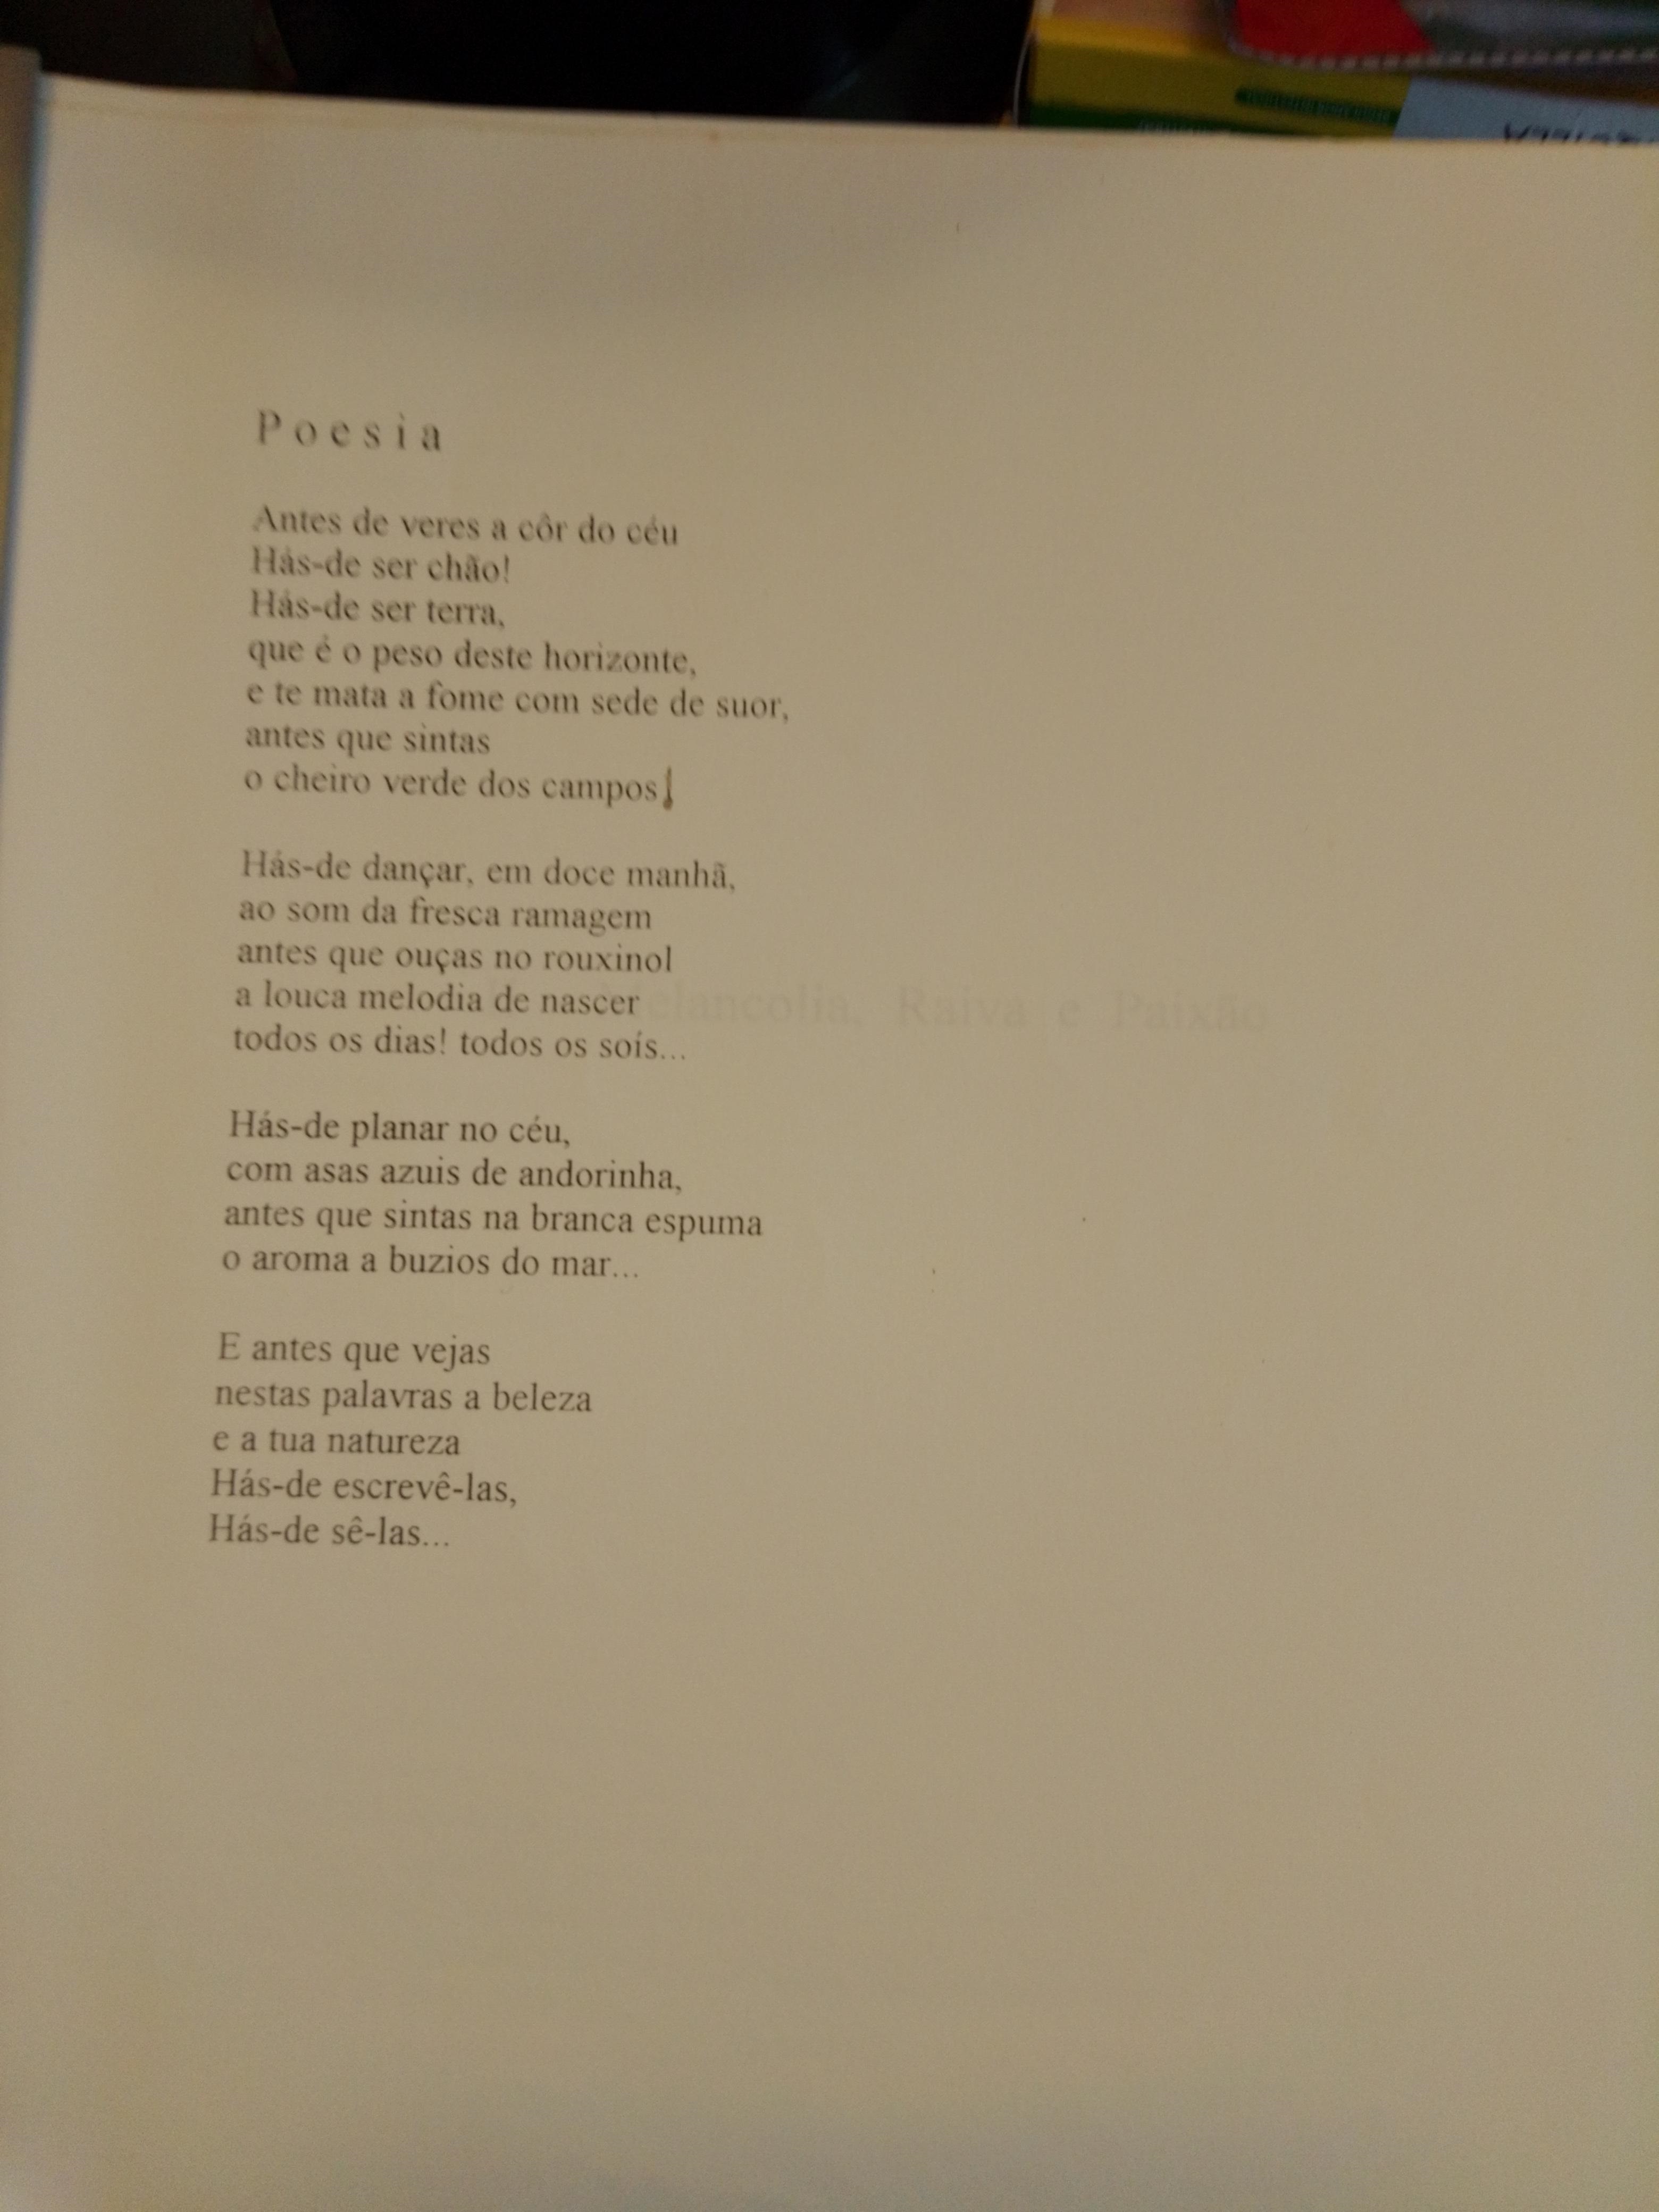 Poesia
Antes de veres a côr do céu
Hás-de ser chão!
Hás-de ser terra,
que é o peso deste horizonte,
e te mata a fome com sede de suor,
antes que sintas
o cheiro verde dos campos!
Hás-de dançar, em doce manhã,
ao som da fresca ramagem
antes que ouças no rouxinol
a louca melodia de nascer
todos os dias! todos os soís...
Melancolia, Raiva e Paixão
Hás-de planar no céu,
com asas azuis de andorinha,
antes que sintas na branca espuma
o aroma a buzios do mar...
E antes que vejas
nestas palavras a beleza
e a tua natureza
Hás-de escrevê-las,
Hás-de sê-las...